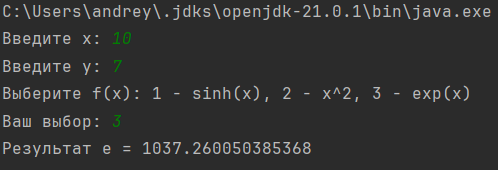 C:\Users\andrey\.jdks\openjdk-21.0.1\bin\java.exe
Введите x: 10
Введите y: 7
Выберите f(x): 1 - sinh(x), 2 - x^2, 3 - exp(x)
Ваш выбор: 3
Результат e = 1037.260050385368